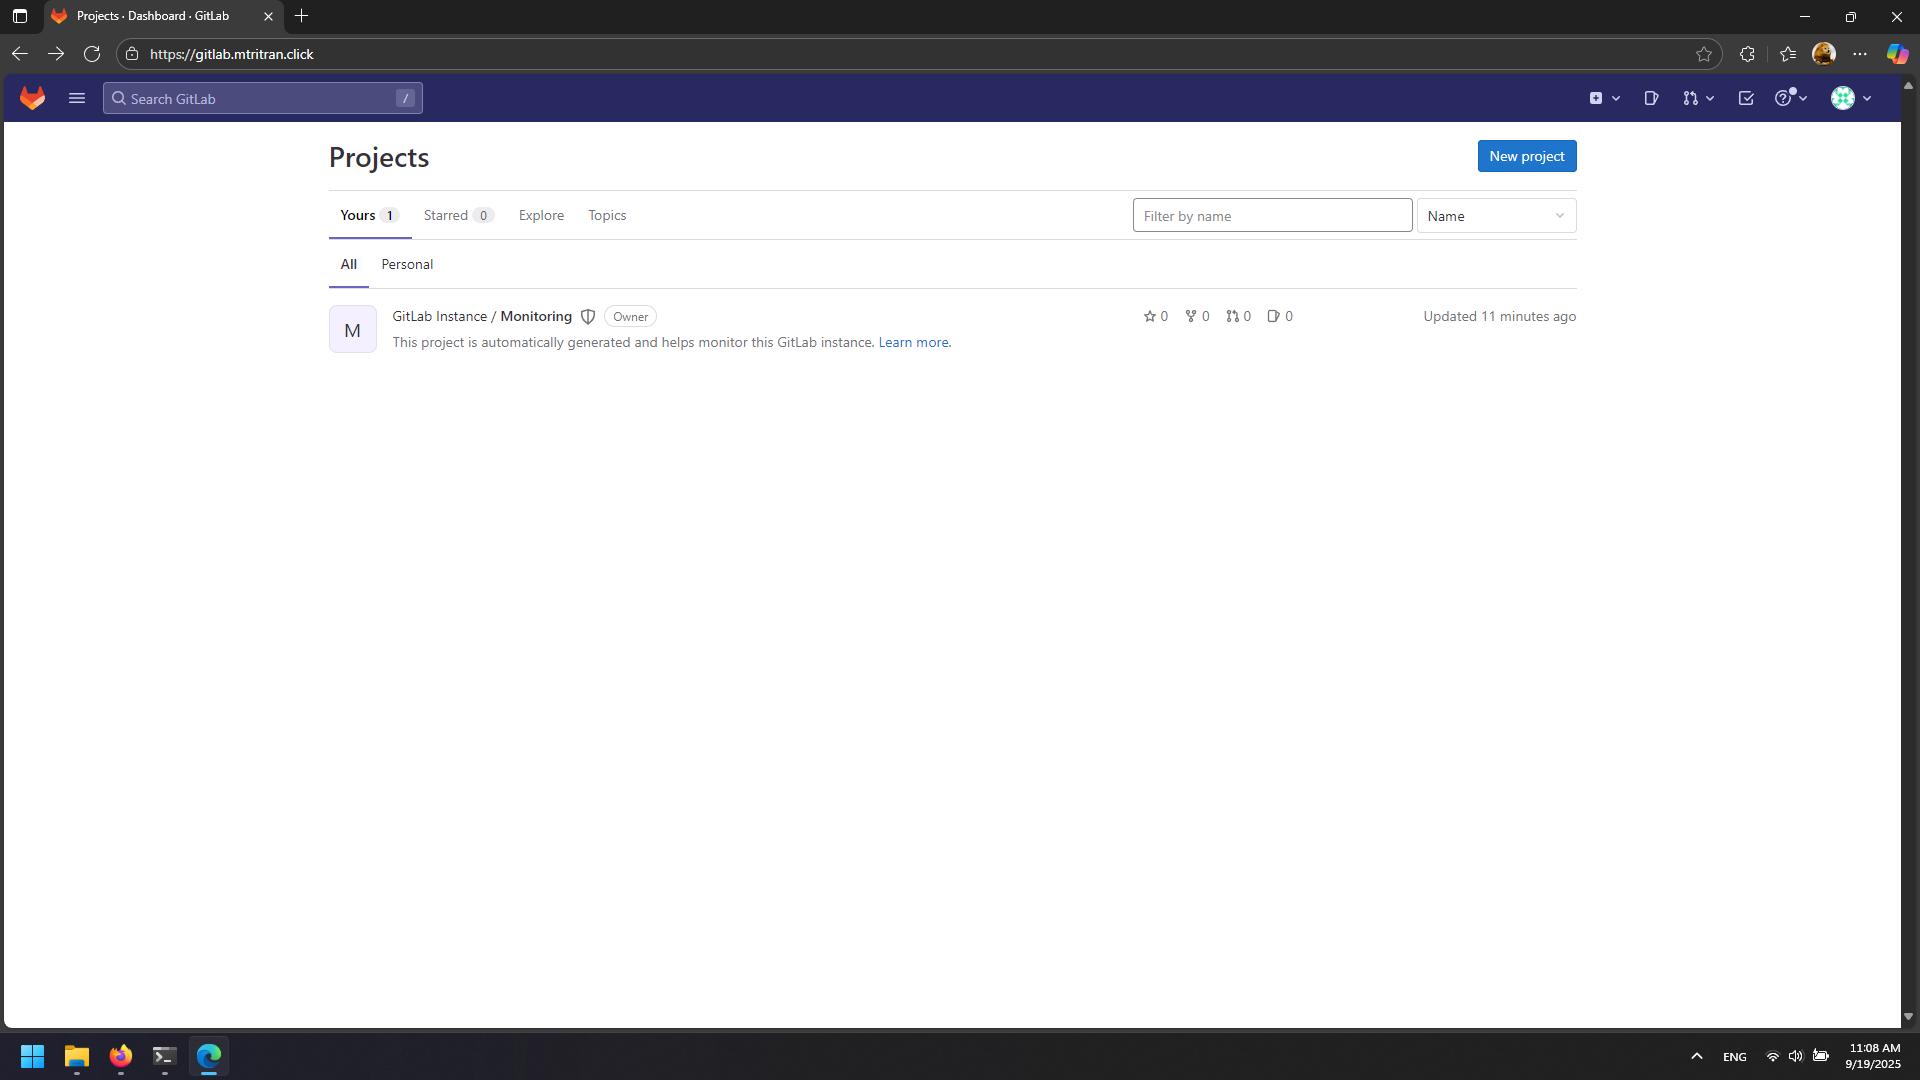 Projects · Dashboard · GitLab
https://gitlab.mtritran.click
Search GitLab /
Projects
New project
Yours 1 Starred 0 Explore Topics
Filter by name
Name
All Personal
M
GitLab Instance / Monitoring Owner
0 0 0 0
Updated 11 minutes ago
This project is automatically generated and helps monitor this GitLab instance. Learn more.
ENG
11:08 AM
9/19/2025